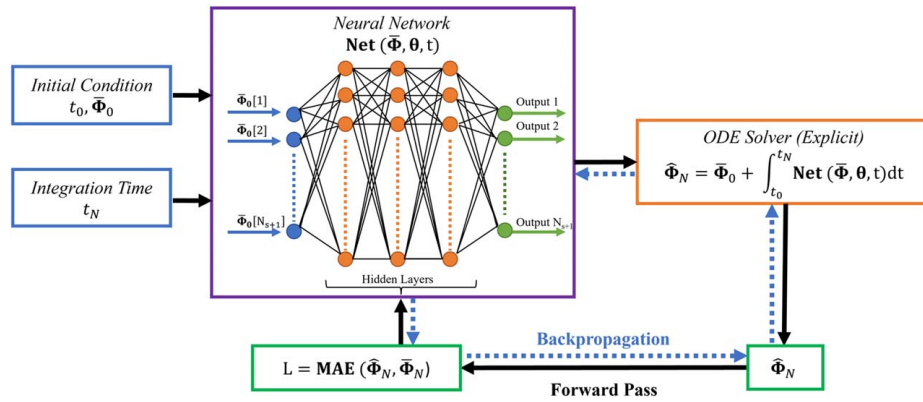 Neural Network
Net (Φ̄, θ, t)
Initial Condition
t₀, Φ̄₀
Integration Time
t_N
Φ̄₀[1]
Φ̄₀[2]
Φ̄₀[N_{s+1}]
Output 1
Output 2
Output N_{s+1}
Hidden Layers
ODE Solver (Explicit)
Φ̂_N = Φ̄₀ + ∫_{t₀}^{t_N} Net (Φ̄, θ, t)dt
Backpropagation
L = MAE (Φ̂_N, Φ̄_N)
Φ̂_N
Forward Pass